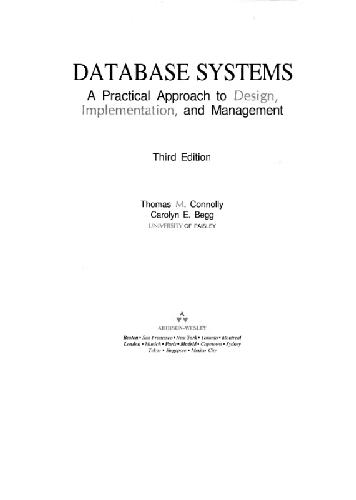 DATABASE SYSTEMS
A Practical Approach to Design,
Implementation, and Management
Third Edition
Thomas M. Connolly
Carolyn E. Begg
UNIVERSITY OF PAISLEY
ADDISON-WESLEY
Boston • San Francisco • New York • Toronto • Montreal
London • Munich • Paris • Madrid • Capetown • Sydney
Tokyo • Singapore • Mexico City